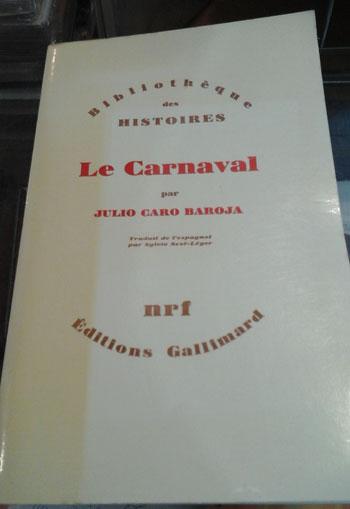 Bibliothèque
des
HISTOIRES
Le Carnaval
par
JULIO CARO BAROJA
Traduit de l'espagnol
par Sylvie Sesé-Léger
nrf
Éditions Gallimard